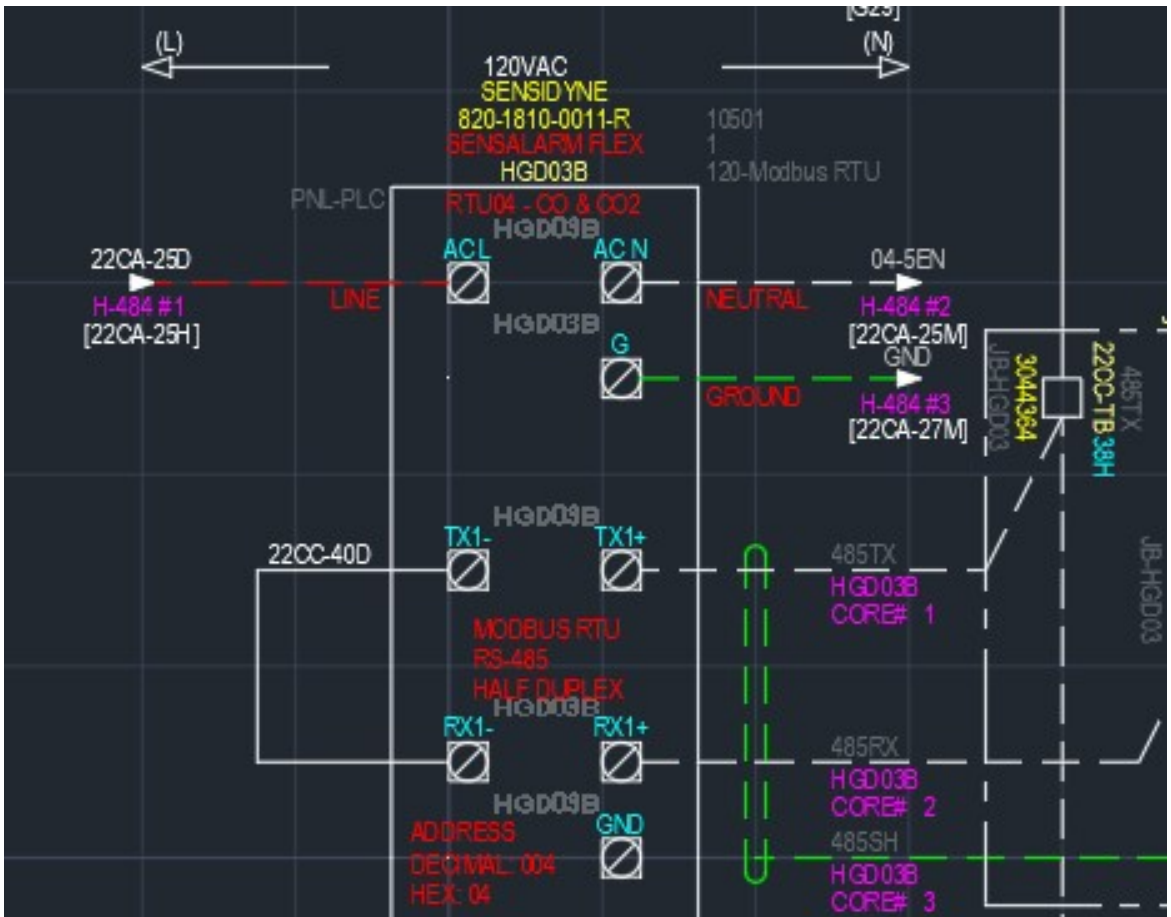 [G29]
(L)
(N)
120VAC
SENSIDYNE
820-1810-0011-R
SENSALARM FLEX
HGD03B
10501
1
120-Modbus RTU
PNL-PLC
RTU04 - CO & CO2
HGD03B
AC L
AC N
22CA-25D
H-484 #1
[22CA-25H]
LINE
04-5EN
NEUTRAL
H-484 #2
[22CA-25M]
HGD03B
G
GND
GROUND
H-484 #3
[22CA-27M]
JB-HGD03
3044364
22CC-TB
38H
485TX
HGD03B
TX1-
TX1+
22CC-40D
485TX
HGD03B
CORE# 1
JB-HGD03
MODBUS RTU
RS-485
HALF DUPLEX
HGD03B
RX1-
RX1+
485RX
HGD03B
CORE# 2
HGD03B
GND
ADDRESS
DECIMAL: 004
HEX: 04
485SH
HGD03B
CORE# 3